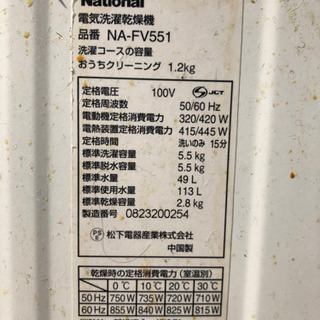 National
電気洗濯乾燥機
品番 NA-FV551
洗濯コースの容量
おうちクリーニング 1.2kg
定格電圧 100V JCT
定格周波数 50/60 Hz
電動機定格消費電力 320/420 W
電熱装置定格消費電力 415/445 W
定格時間 洗いのみ 15分
標準洗濯容量 5.5 kg
標準脱水容量 5.5 kg
標準水量 49 L
標準使用水量 113 L
標準乾燥容量 2.8 kg
製造番号 0823200254
PS E 松下電器産業株式会社
中国製
乾燥時の定格消費電力(室温別)
0℃ 10℃ 20℃ 30℃
50 Hz 750 W 735 W 720 W 710 W
60 Hz 855 W 840 W 825 W 815 W